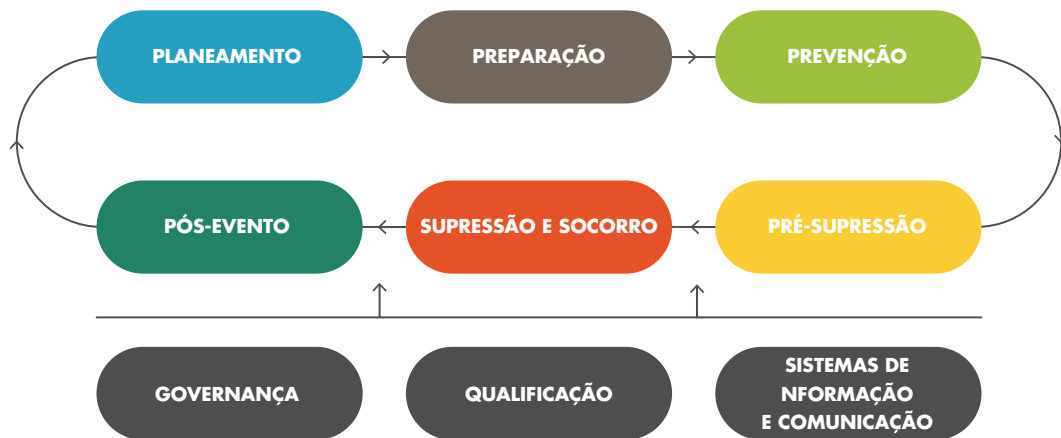 PLANEAMENTO
PREPARAÇÃO
PREVENÇÃO
PÓS-EVENTO
SUPRESSÃO E SOCORRO
PRÉ-SUPRESSÃO
GOVERNANÇA
QUALIFICAÇÃO
SISTEMAS DE
NFORMAÇÃO
E COMUNICAÇÃO